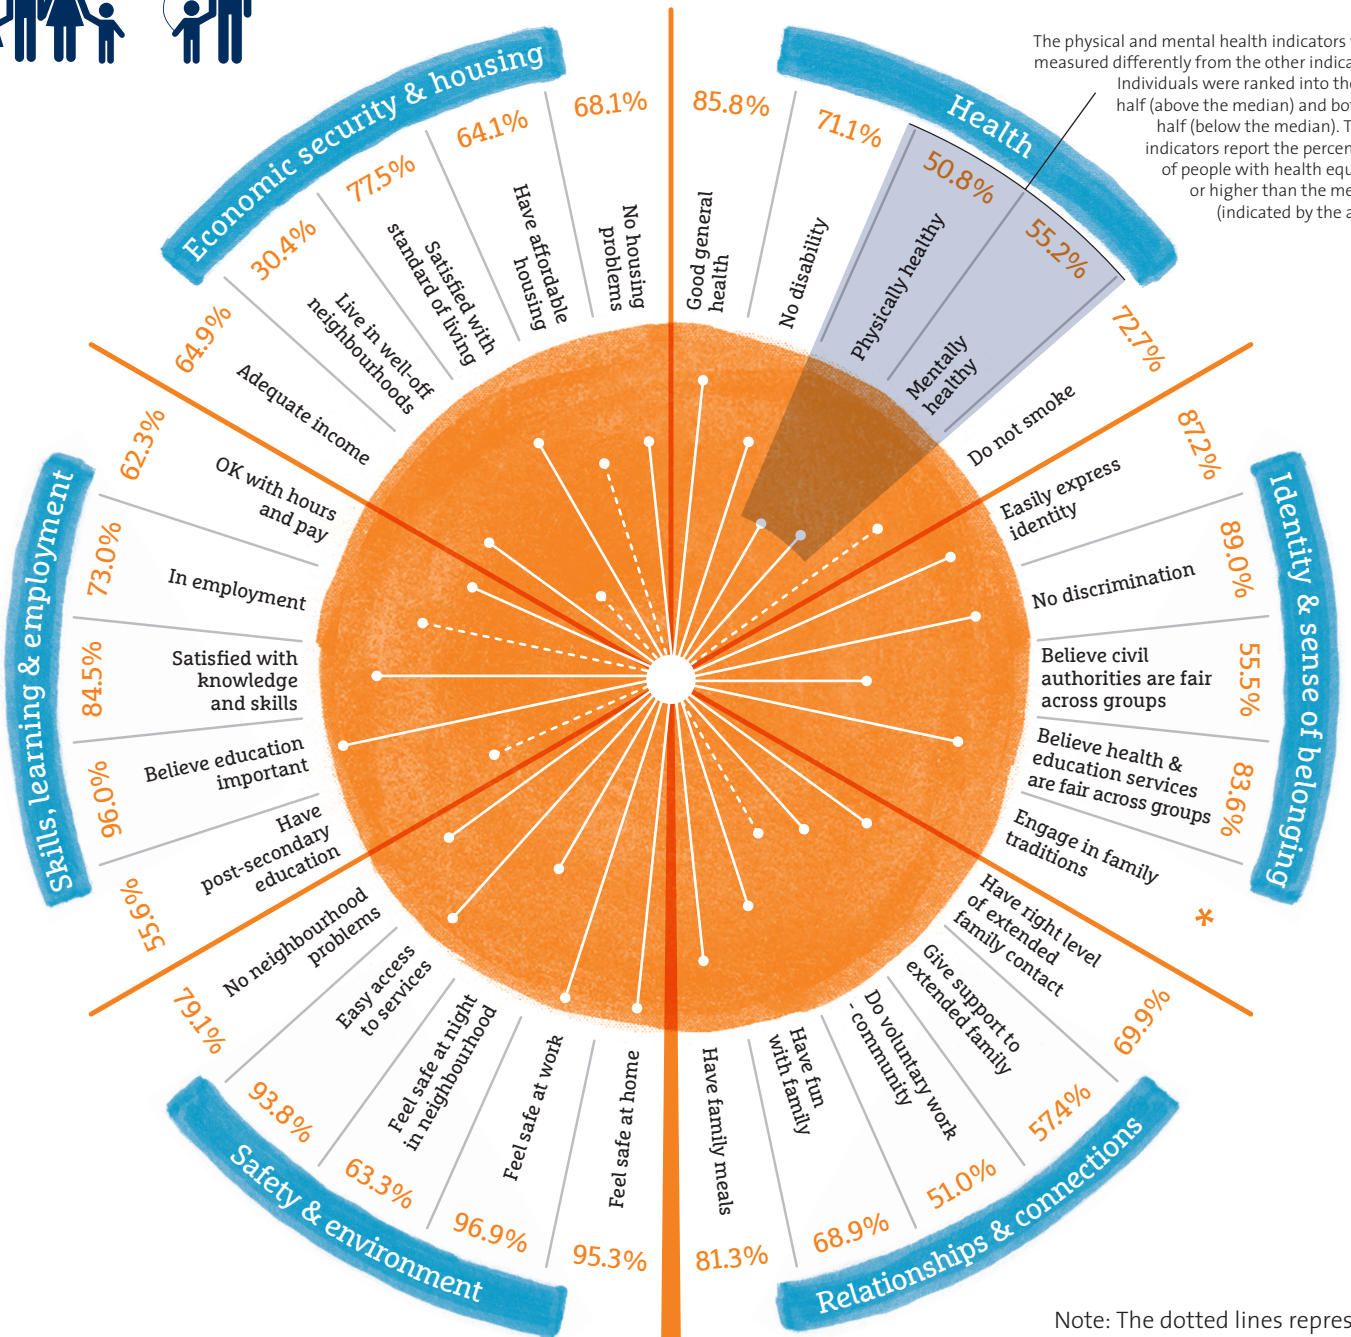 The physical and mental health indicators
measured differently from the other
Individuals were ranked into
half (above the median) and
half (below the median).
indicators report the
of people with health
or higher than the
(indicated by the
Health
85.8%
Good general
health
71.1%
No disability
50.8%
Physically healthy
55.2%
Mentally
healthy
72.7%
Do not smoke
Identity & sense of belonging
87.2%
Easily express
identity
89.0%
No discrimination
55.5%
Believe civil
authorities are fair
across groups
83.6%
Believe health &
education services
are fair across groups
*
Engage in family
traditions
Relationships & connections
69.9%
Have right level
of extended
family contact
57.4%
Give support to
extended family
51.0%
Do voluntary work
- community
68.9%
Have fun
with family
81.3%
Have family meals
Safety & environment
95.3%
Feel safe at home
96.9%
Feel safe at work
63.3%
Feel safe at night
in neighbourhood
93.8%
Easy access
to services
79.1%
No neighbourhood
problems
Skills, learning & employment
55.6%
Have
post-secondary
education
96.0%
Believe education
important
84.5%
Satisfied with
knowledge
and skills
73.0%
In employment
62.3%
OK with hours
and pay
Economic security & housing
64.9%
Adequate income
30.4%
Live in well-off
neighbourhoods
77.5%
Satisfied with
standard of living
64.1%
Have affordable
housing
68.1%
No housing
problems
Note: The dotted lines